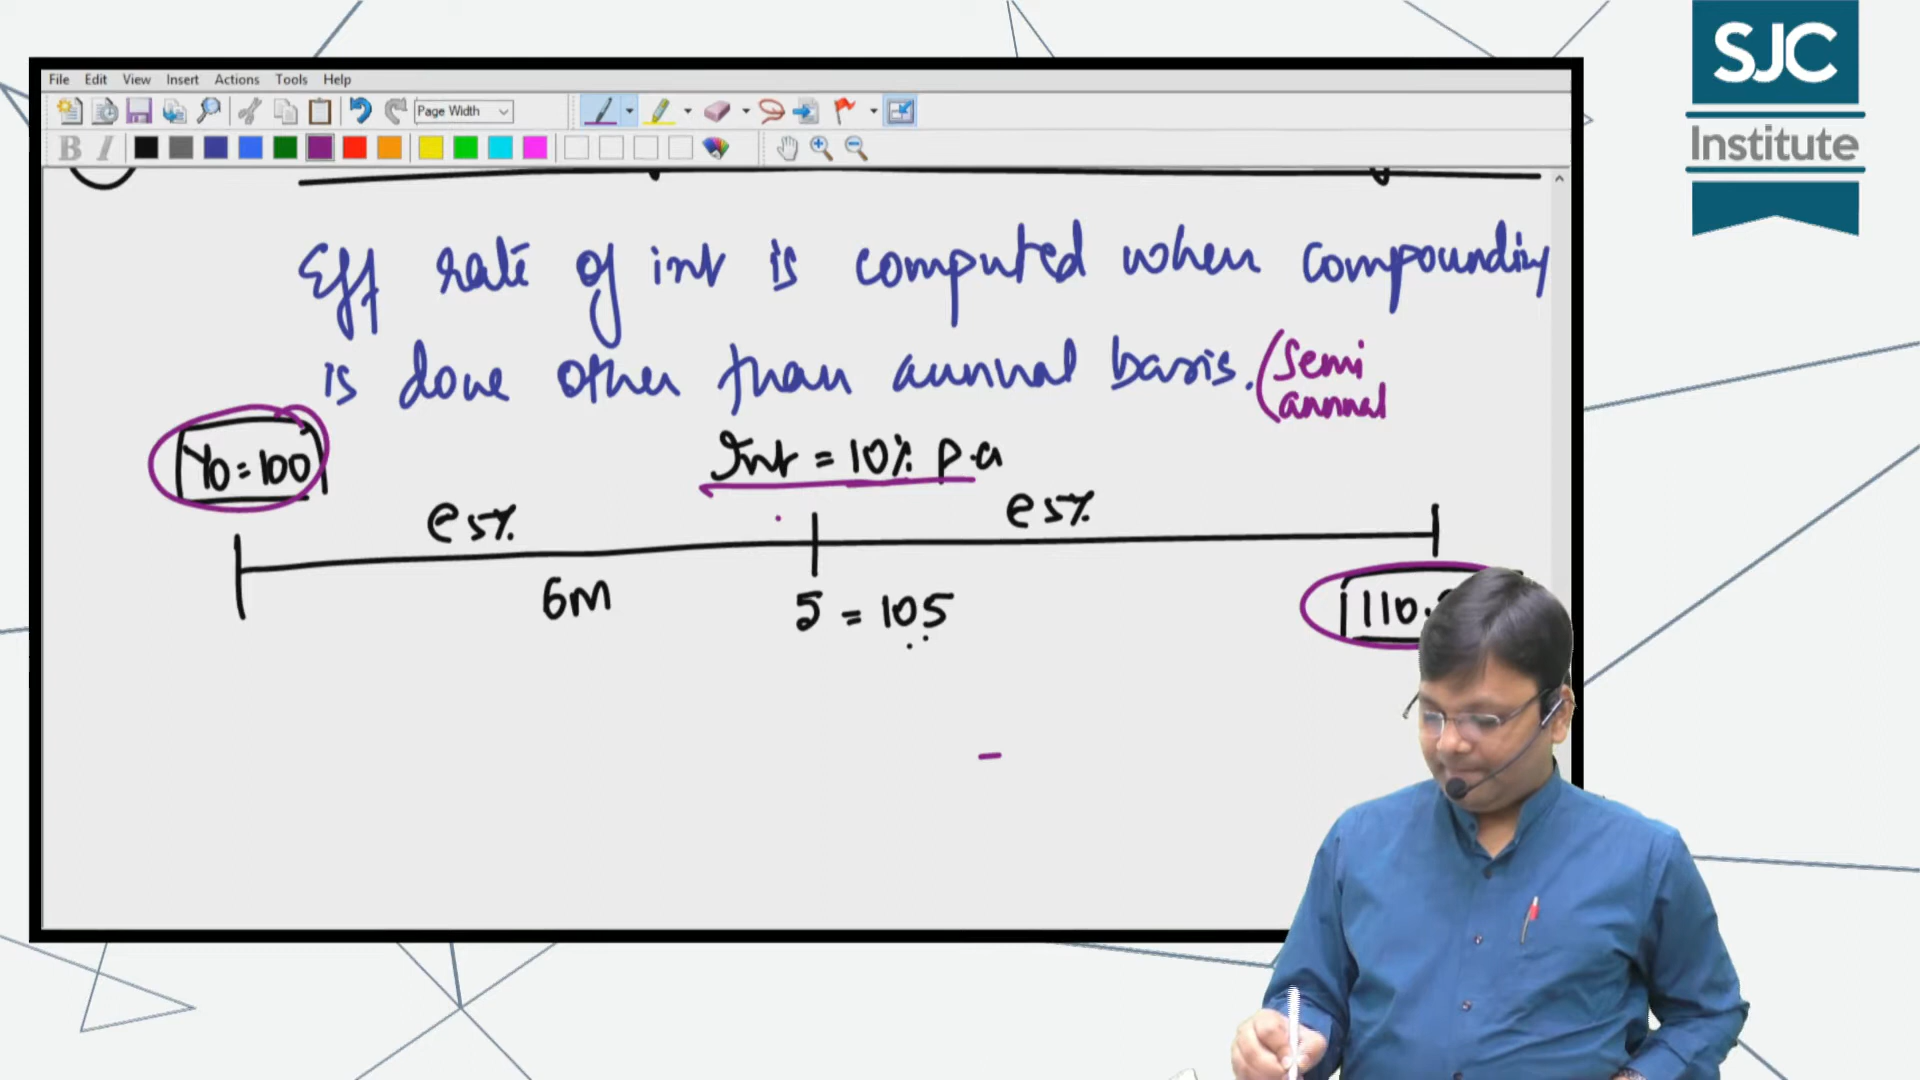 SJC
Institute
File Edit View Insert Actions Tools Help
Page Width
B I
Eff rate of int is computed when compounding
is done other than annual basis. (Semi
annual
Y0 = 100
Int = 10% p.a
@ 5% @ 5%
6m
5 = 105
110.